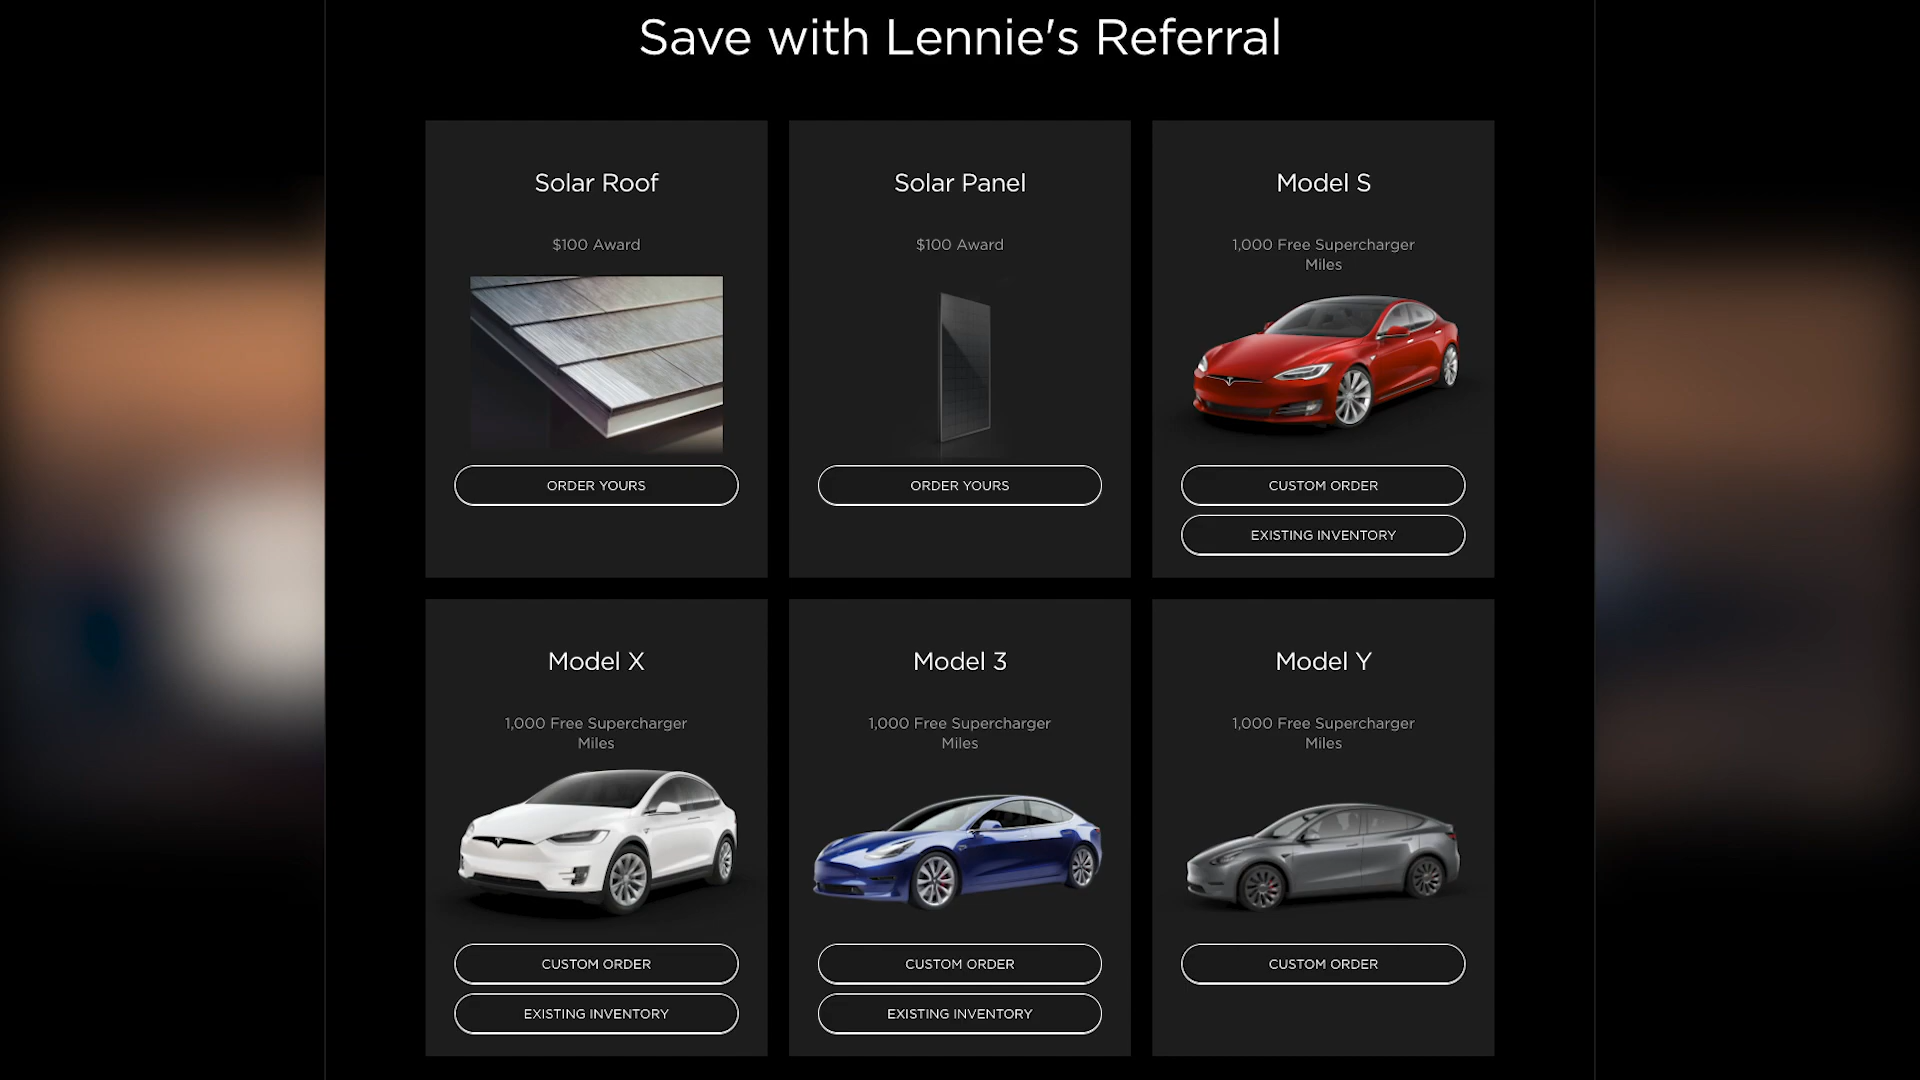 Save with Lennie's Referral
Solar Roof
$100 Award
ORDER YOURS
Solar Panel
$100 Award
ORDER YOURS
Model S
1,000 Free Supercharger
Miles
CUSTOM ORDER
EXISTING INVENTORY
Model X
1,000 Free Supercharger
Miles
CUSTOM ORDER
EXISTING INVENTORY
Model 3
1,000 Free Supercharger
Miles
CUSTOM ORDER
EXISTING INVENTORY
Model Y
1,000 Free Supercharger
Miles
CUSTOM ORDER